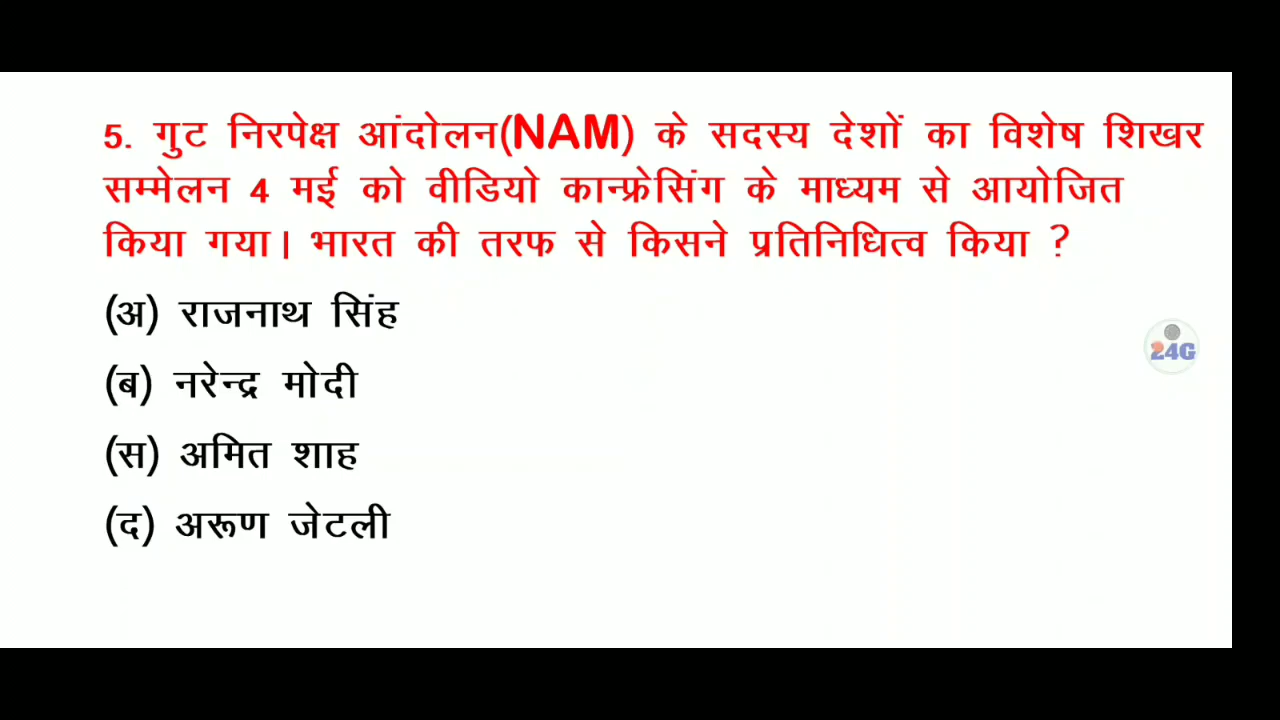 5. गुट निरपेक्ष आंदोलन(NAM) के सदस्य देशों का विशेष शिखर
सम्मेलन 4 मई को वीडियो कान्फ्रेसिंग के माध्यम से आयोजित
किया गया। भारत की तरफ से किसने प्रतिनिधित्व किया ?
(अ) राजनाथ सिंह
(ब) नरेन्द्र मोदी
24G
(स) अमित शाह
(द) अरूण जेटली